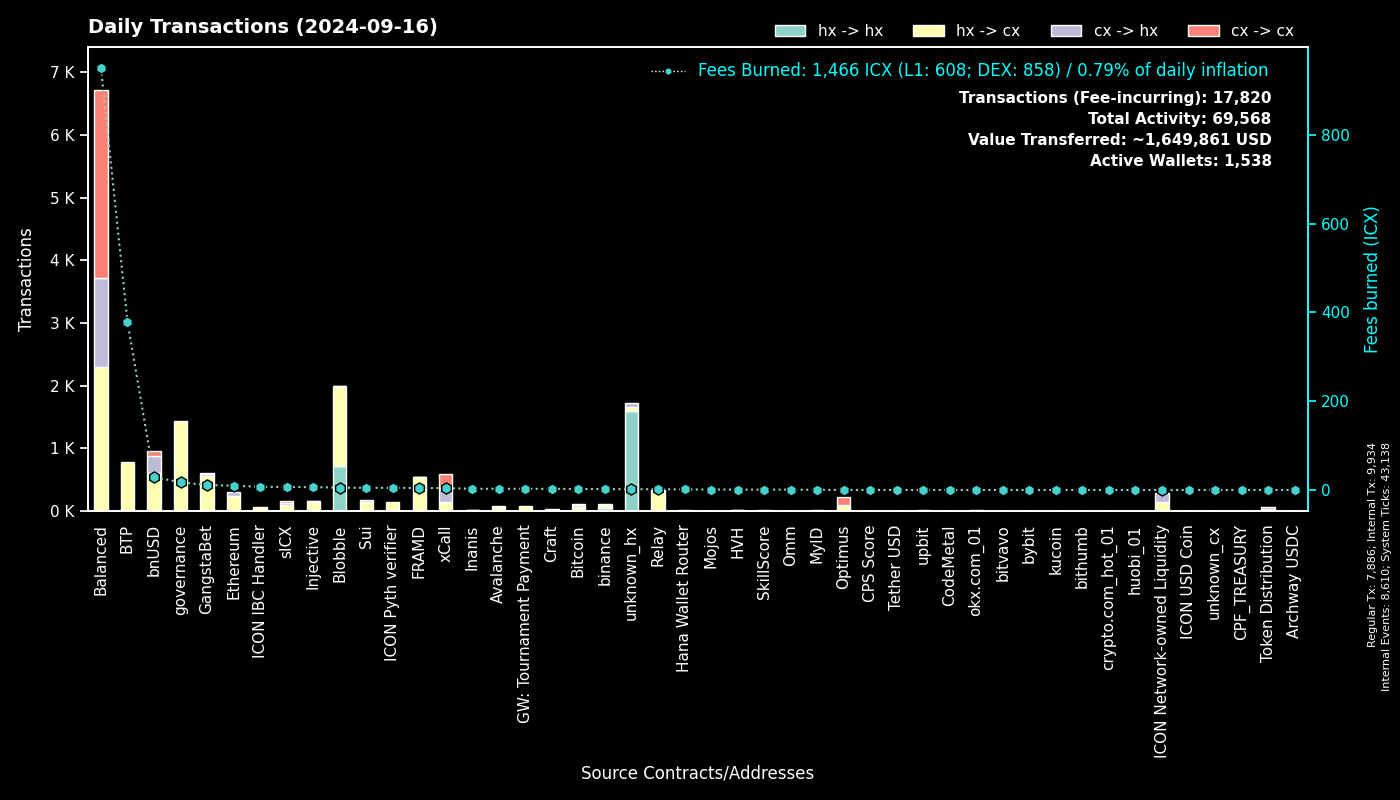 Daily Transactions (2024-09-16)
hx -> hx
hx -> cx
cx -> hx
cx -> cx
Fees Burned: 1,466 ICX (L1: 608; DEX: 858) / 0.79% of daily inflation
Transactions (Fee-incurring): 17,820
Total Activity: 69,568
Value Transferred: ~1,649,861 USD
Active Wallets: 1,538
Transactions
7 K
6 K
5 K
4 K
3 K
2 K
1 K
0 K
800
600
400
200
0
Fees burned (ICX)
Balanced
BTP
bnUSD
governance
GangstaBet
Ethereum
ICON IBC Handler
sICX
Injective
Blobble
Sui
ICON Pyth verifier
FRAMD
xCall
Inanis
Avalanche
GW: Tournament Payment
Craft
Bitcoin
binance
unknown_hx
Relay
Hana Wallet Router
Mojos
HVH
SkillScore
Omm
MyID
Optimus
CPS Score
Tether USD
upbit
CodeMetal
okx.com_01
bitvavo
bybit
kucoin
bithumb
crypto.com_hot_01
huobi_01
ICON Network-owned Liquidity
ICON USD Coin
unknown_cx
CPF_TREASURY
Token Distribution
Archway USDC
Source Contracts/Addresses
Regular Tx: 7,886; Internal Tx: 9,934
Internal Events: 8,610; System Ticks: 43,138